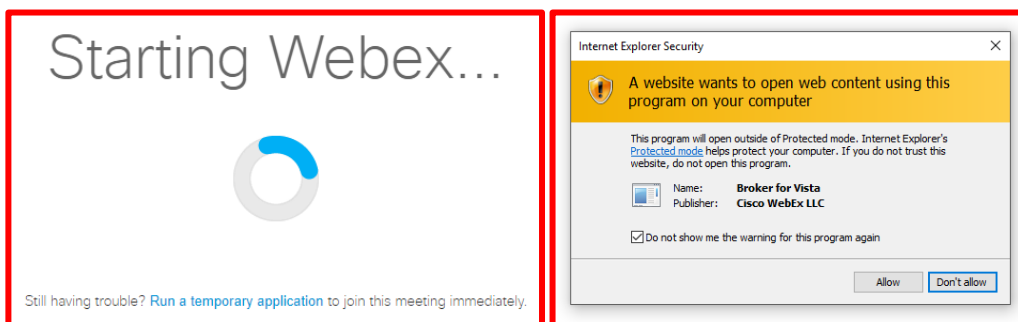 Starting Webex...
Still having trouble? Run a temporary application to join this meeting immediately.
Internet Explorer Security
A website wants to open web content using this
program on your computer
This program will open outside of Protected mode. Internet Explorer's
Protected mode helps protect your computer. If you do not trust this
website, do not open this program.
Name: Broker for Vista
Publisher: Cisco WebEx LLC
Do not show me the warning for this program again
Allow Don't allow